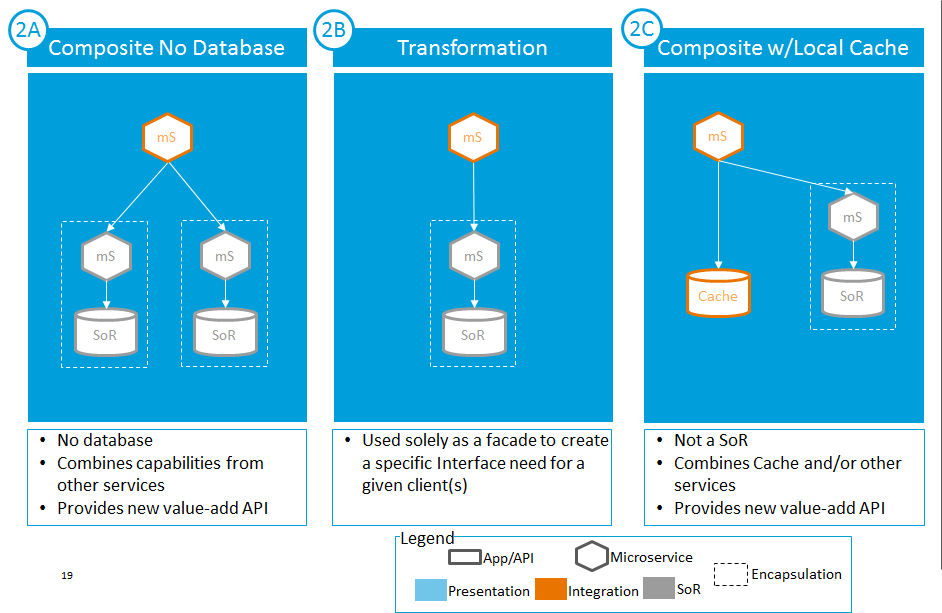 2A
Composite No Database
mS
mS
mS
SoR
SoR
• No database
• Combines capabilities from
other services
• Provides new value-add API
2B
Transformation
mS
mS
SoR
• Used solely as a facade to create
a specific Interface need for a
given client(s)
2C
Composite w/Local Cache
mS
mS
Cache
SoR
• Not a SoR
• Combines Cache and/or other
services
• Provides new value-add API
Legend
App/API
Microservice
Presentation
Integration
SoR
Encapsulation
19